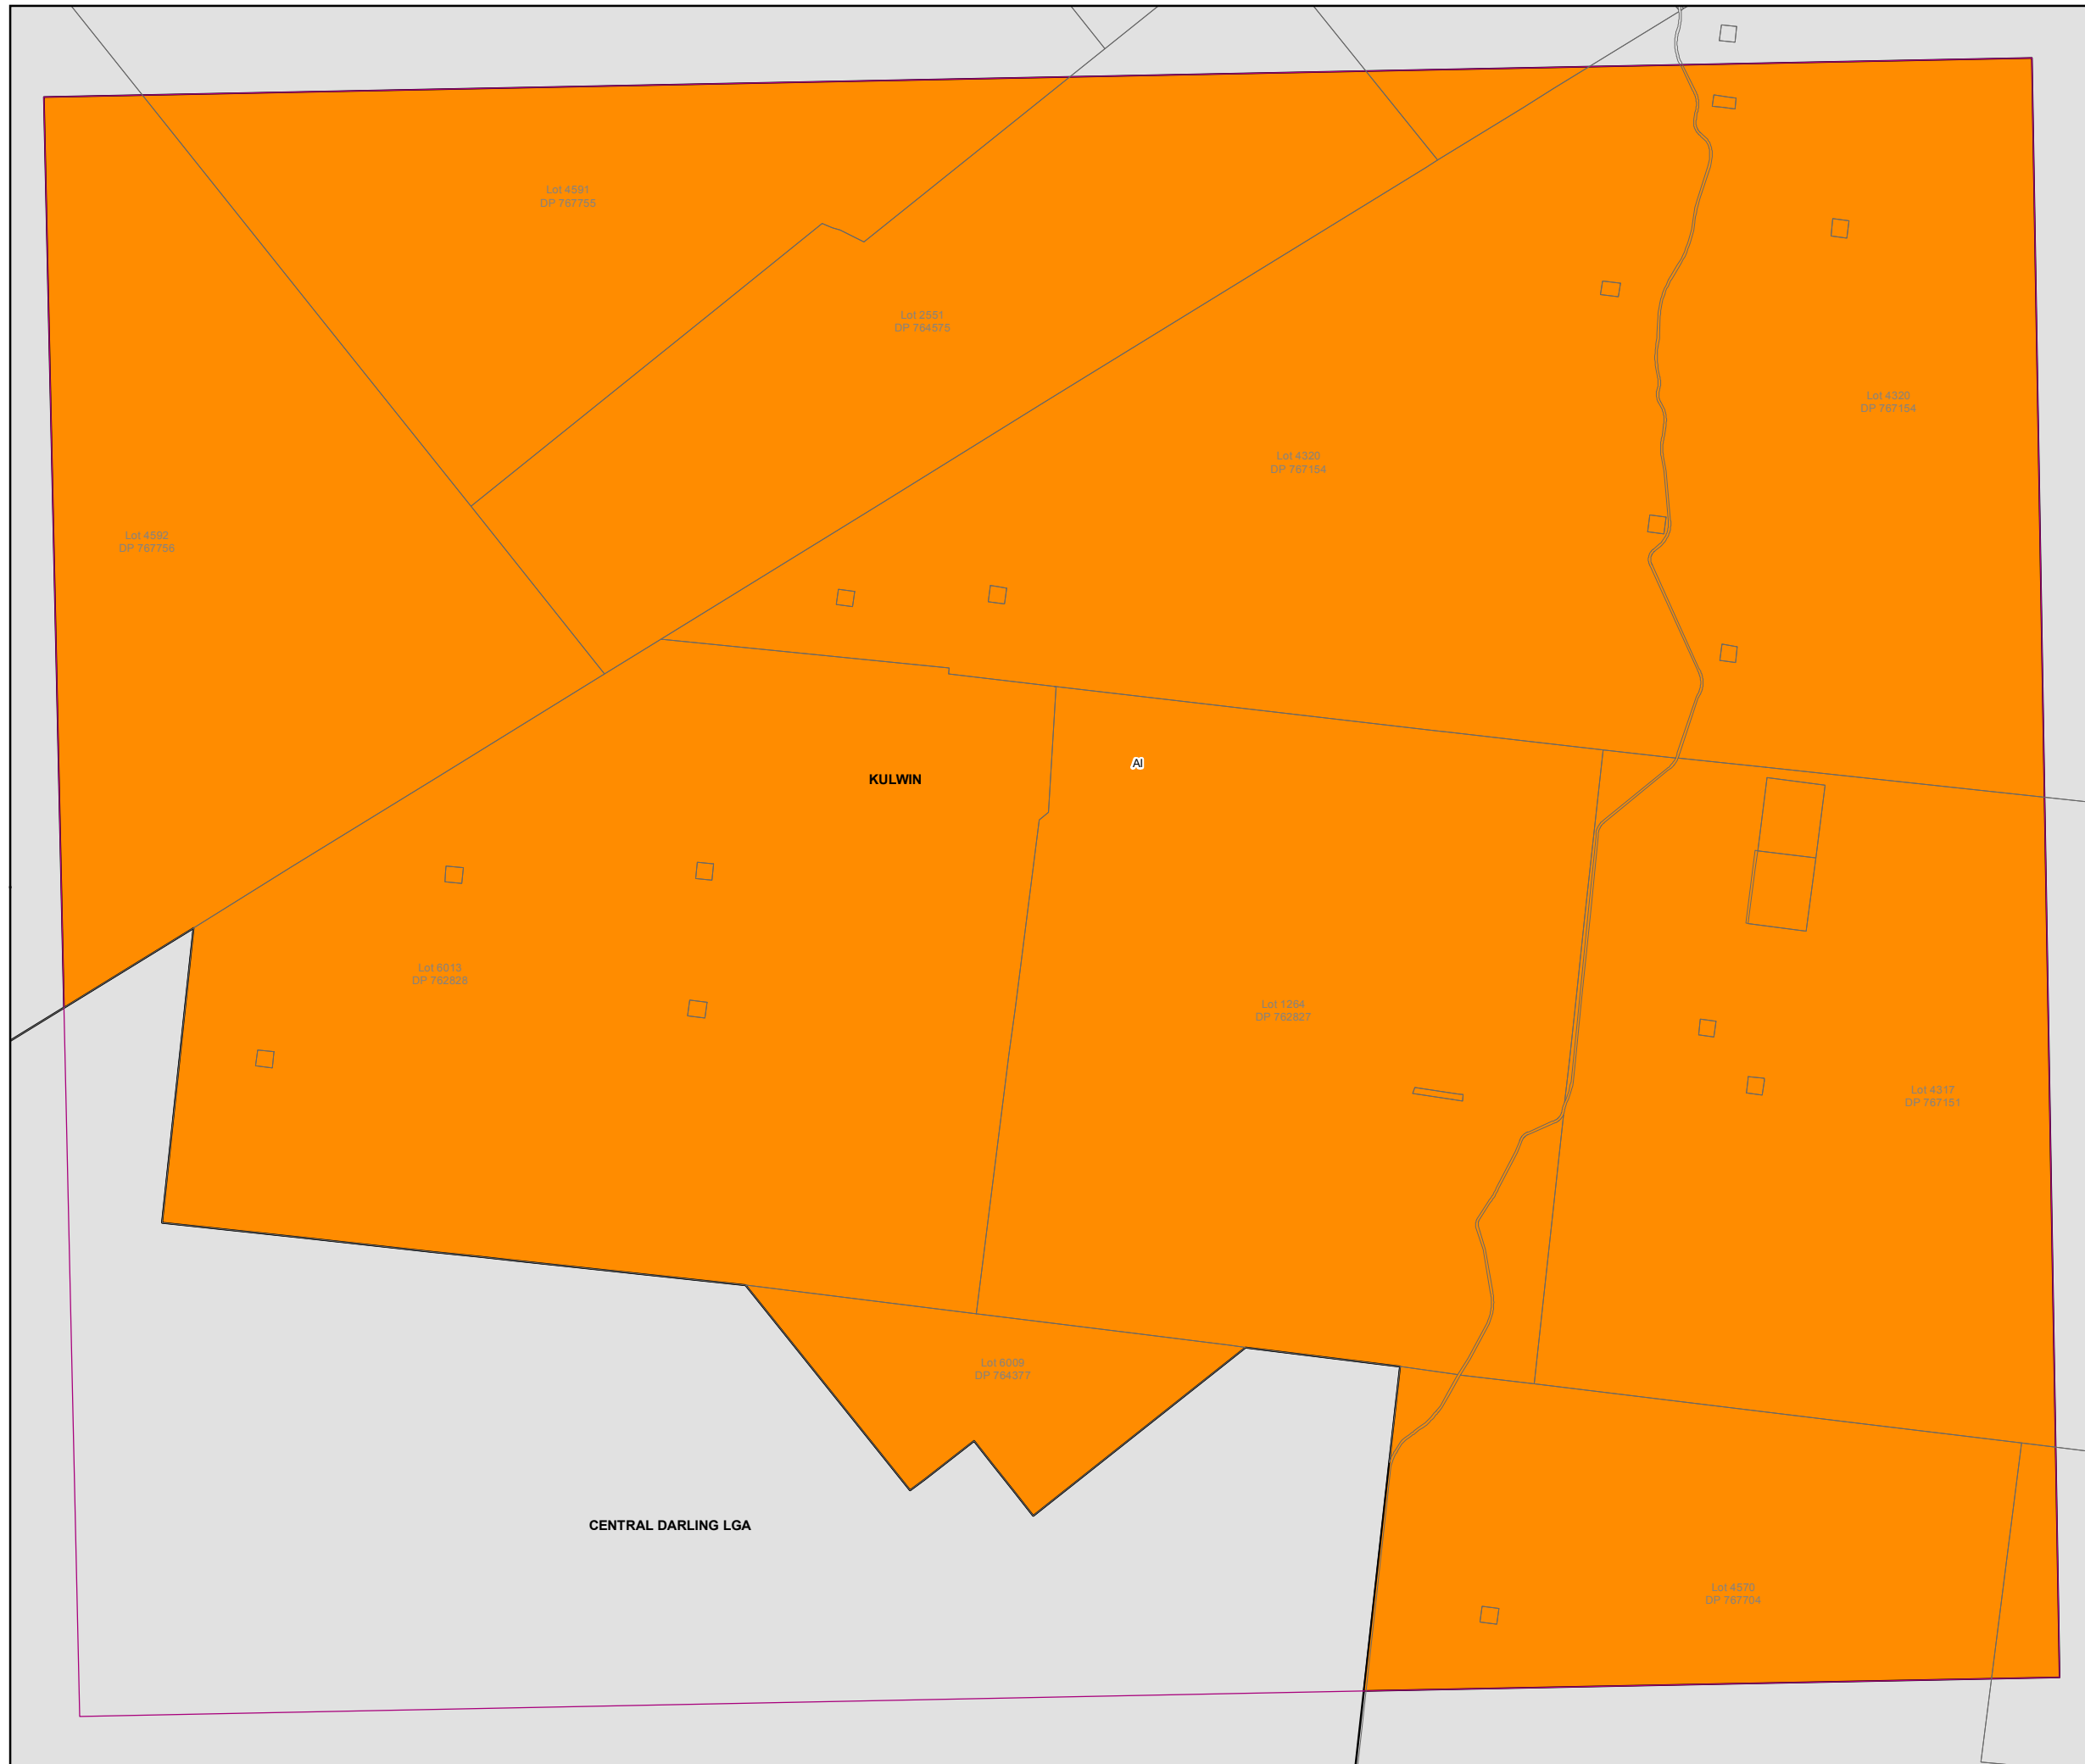 Lot 4591
DP 767755
Lot 2551
DP 764575
Lot 4320
DP 767154
Lot 4320
DP 767154
Lot 4592
DP 767756
AI
KULWIN
Lot 6013
DP 762828
Lot 1264
DP 762827
Lot 4317
DP 767151
Lot 6009
DP 764377
CENTRAL DARLING LGA
Lot 4570
DP 767704